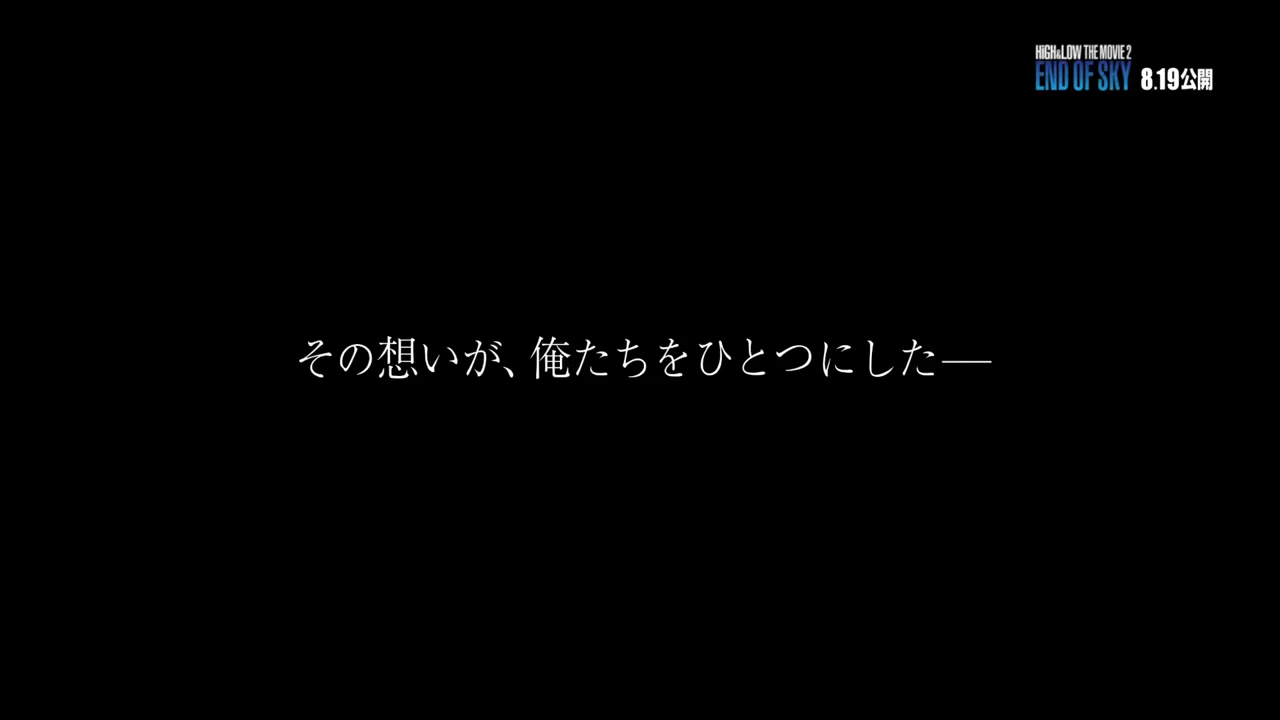 HiGH&LOW THE MOVIE 2
END OF SKY 8.19公開
その想いが、俺たちをひとつにした—